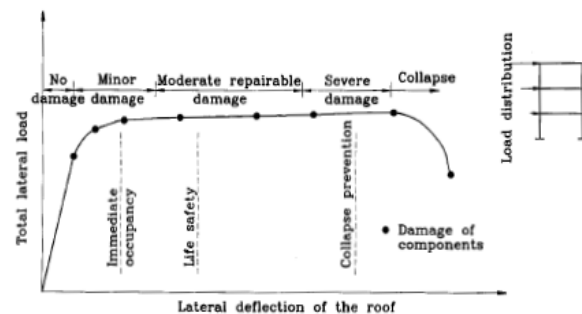 No damage
Minor damage
Moderate repairable damage
Severe damage
Collapse
Total lateral load
Immediate
occupancy
Life safety
Collapse prevention
Damage of
components
Load distribution
Lateral deflection of the roof